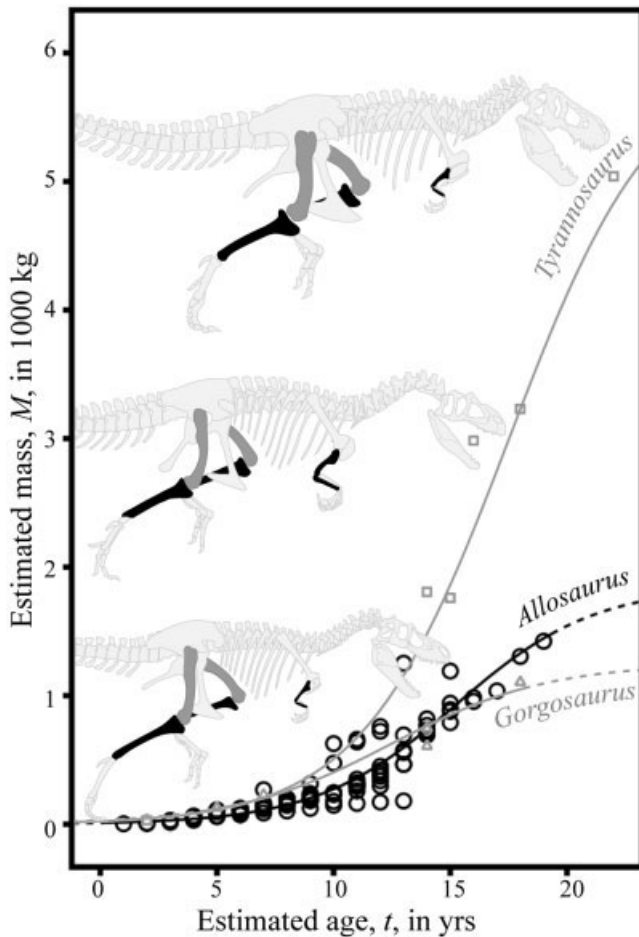 6
5
4
3
2
1
0
Estimated mass, M, in 1000 kg
Tyrannosaurus
Allosaurus
Gorgosaurus
0 5 10 15 20
Estimated age, t, in yrs